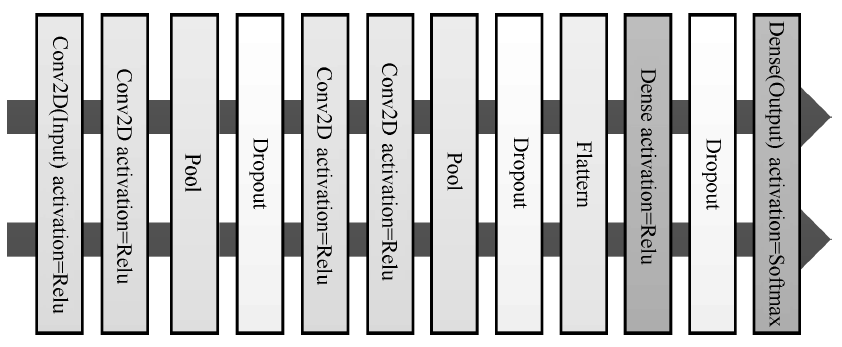 Conv2D(Input) activation=Relu
Conv2D activation=Relu
Pool
Dropout
Conv2D activation=Relu
Conv2D activation=Relu
Pool
Dropout
Flattern
Dense activation=Relu
Dropout
Dense(Output) activation=Softmax